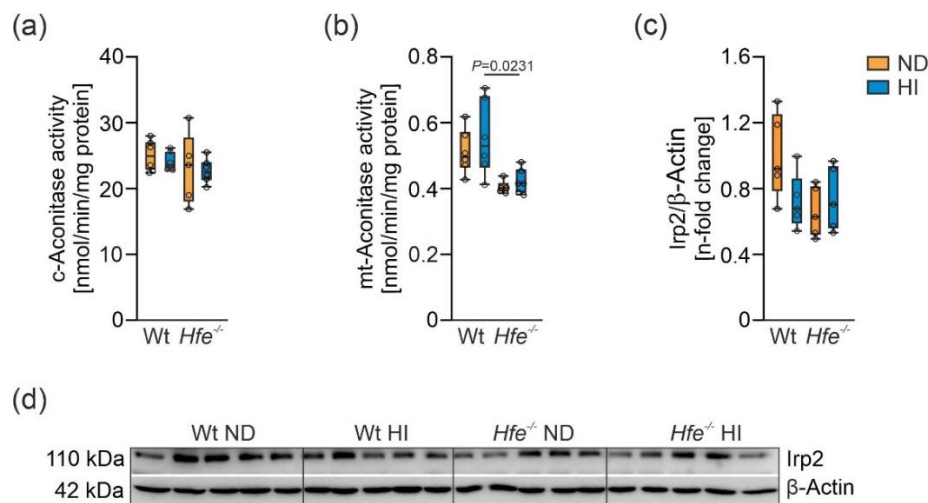 (a)
c-Aconitase activity
[nmol/min/mg protein]
40
30
20
10
0
Wt Hfe-/-
(b)
mt-Aconitase activity
[nmol/min/mg protein]
0.8
0.6
0.4
0.2
0
P=0.0231
Wt Hfe-/-
(c)
Irp2/β-Actin
[n-fold change]
1.6
1.2
0.8
0.4
0
Wt Hfe-/-
ND
HI
(d)
Wt ND Wt HI Hfe-/- ND Hfe-/- HI
110 kDa Irp2
42 kDa β-Actin